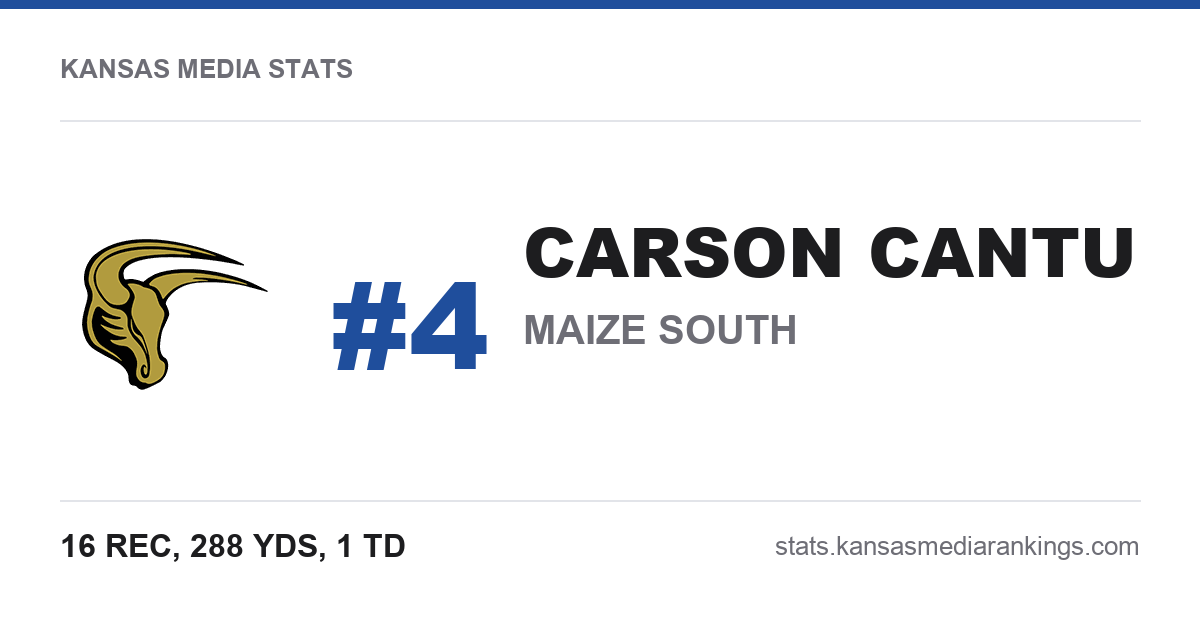 KANSAS MEDIA STATS
#4
CARSON CANTU
MAIZE SOUTH
16 REC, 288 YDS, 1 TD
stats.kansasmediarankings.com